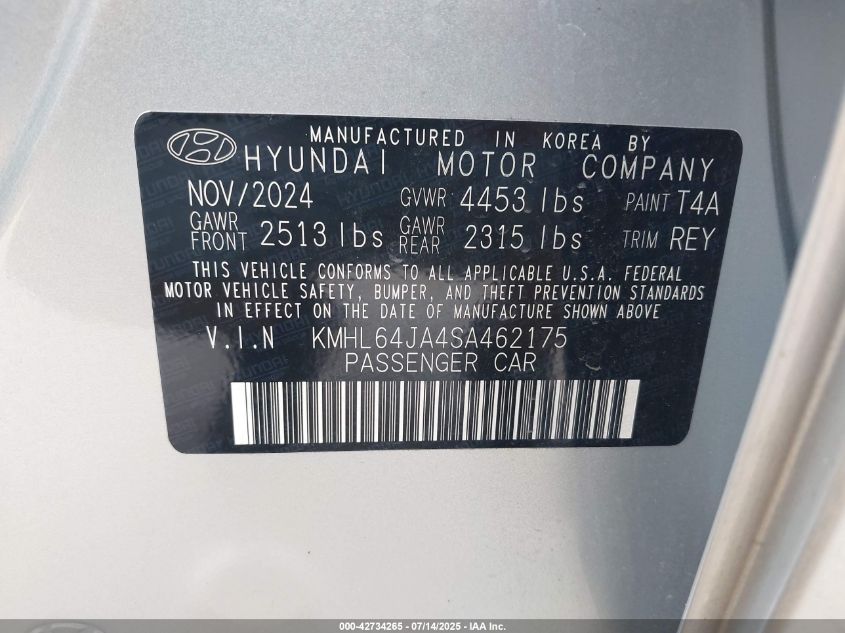 MANUFACTURED IN KOREA BY
HYUNDAI MOTOR COMPANY
NOV/2024 GVWR 4453 lbs PAINT T4A
GAWR FRONT 2513 lbs GAWR REAR 2315 lbs TRIM REY
THIS VEHICLE CONFORMS TO ALL APPLICABLE U.S.A. FEDERAL
MOTOR VEHICLE SAFETY, BUMPER, AND THEFT PREVENTION STANDARDS
IN EFFECT ON THE DATE OF MANUFACTURE SHOWN ABOVE.
V.I.N KMHL64JA4SA462175
PASSENGER CAR
000-42734265 - 07/14/2025 - IAA Inc.